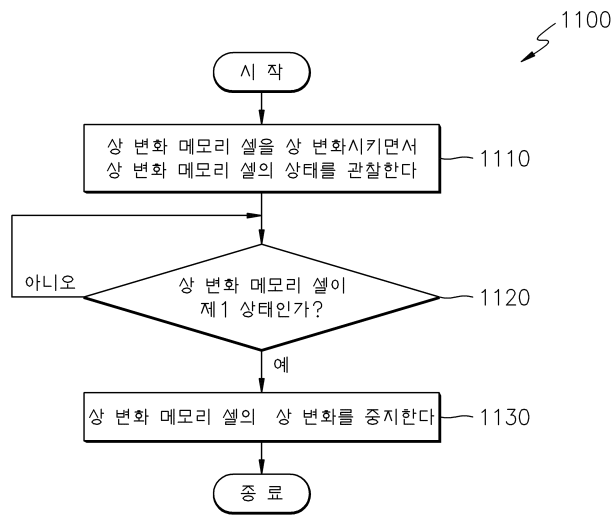 1100
시 작
상 변화 메모리 셀을 상 변화시키면서
상 변화 메모리 셀의 상태를 관찰한다
1110
아니오
상 변화 메모리 셀이
제1 상태인가?
1120
예
상 변화 메모리 셀의 상 변화를 중지한다
1130
종 료